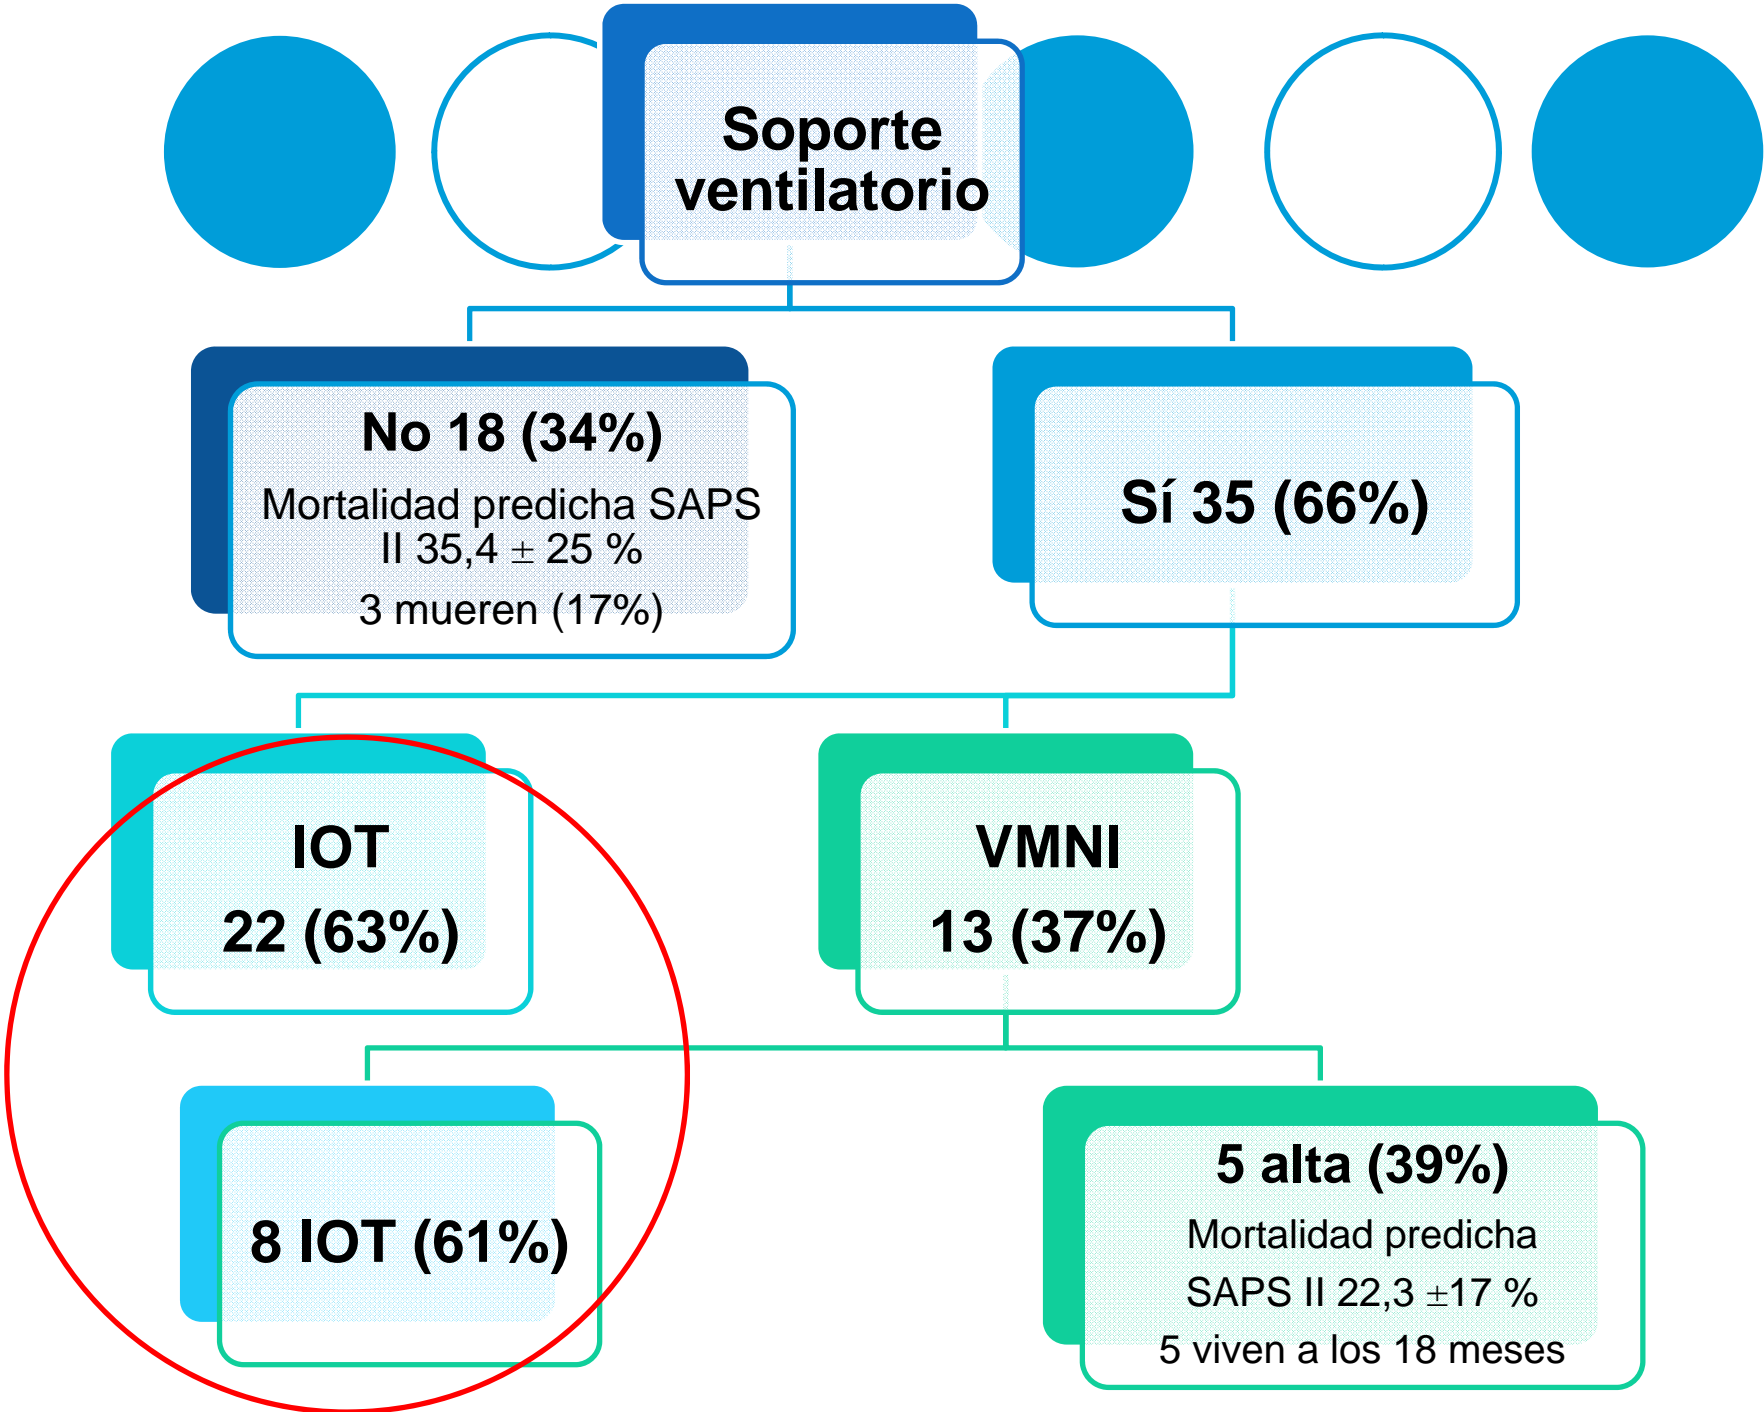 Soporte
ventilatorio
No 18 (34%)
Mortalidad predicha SAPS
II 35,4 ± 25 %
3 mueren (17%)
Sí 35 (66%)
IOT
22 (63%)
VMNI
13 (37%)
8 IOT (61%)
5 alta (39%)
Mortalidad predicha
SAPS II 22,3 ±17 %
5 viven a los 18 meses